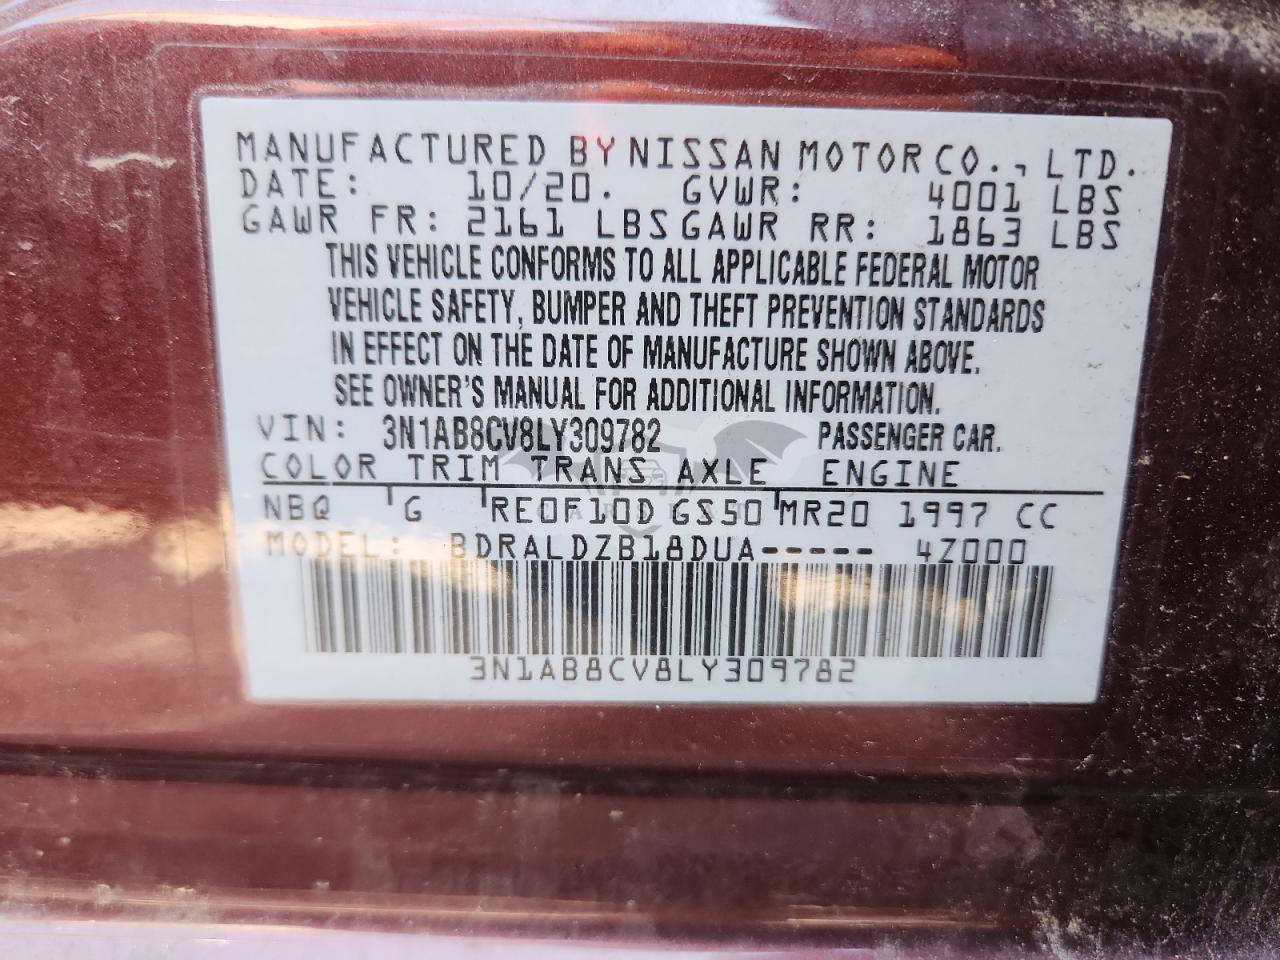 MANUFACTURED BY NISSAN MOTOR CO., LTD.
DATE: 10/20. GVWR: 4001 LBS
GAWR FR: 2161 LBS GAWR RR: 1863 LBS
THIS VEHICLE CONFORMS TO ALL APPLICABLE FEDERAL MOTOR
VEHICLE SAFETY, BUMPER AND THEFT PREVENTION STANDARDS
IN EFFECT ON THE DATE OF MANUFACTURE SHOWN ABOVE.
SEE OWNER'S MANUAL FOR ADDITIONAL INFORMATION.
VIN: 3N1AB8CV8LY309782 PASSENGER CAR.
COLOR TRIM TRANS AXLE ENGINE
NBQ G RE0F10D GS50 MR20 1997 CC
MODEL: BDRALDZB18DUA----- 4Z000
3N1AB8CV8LY309782